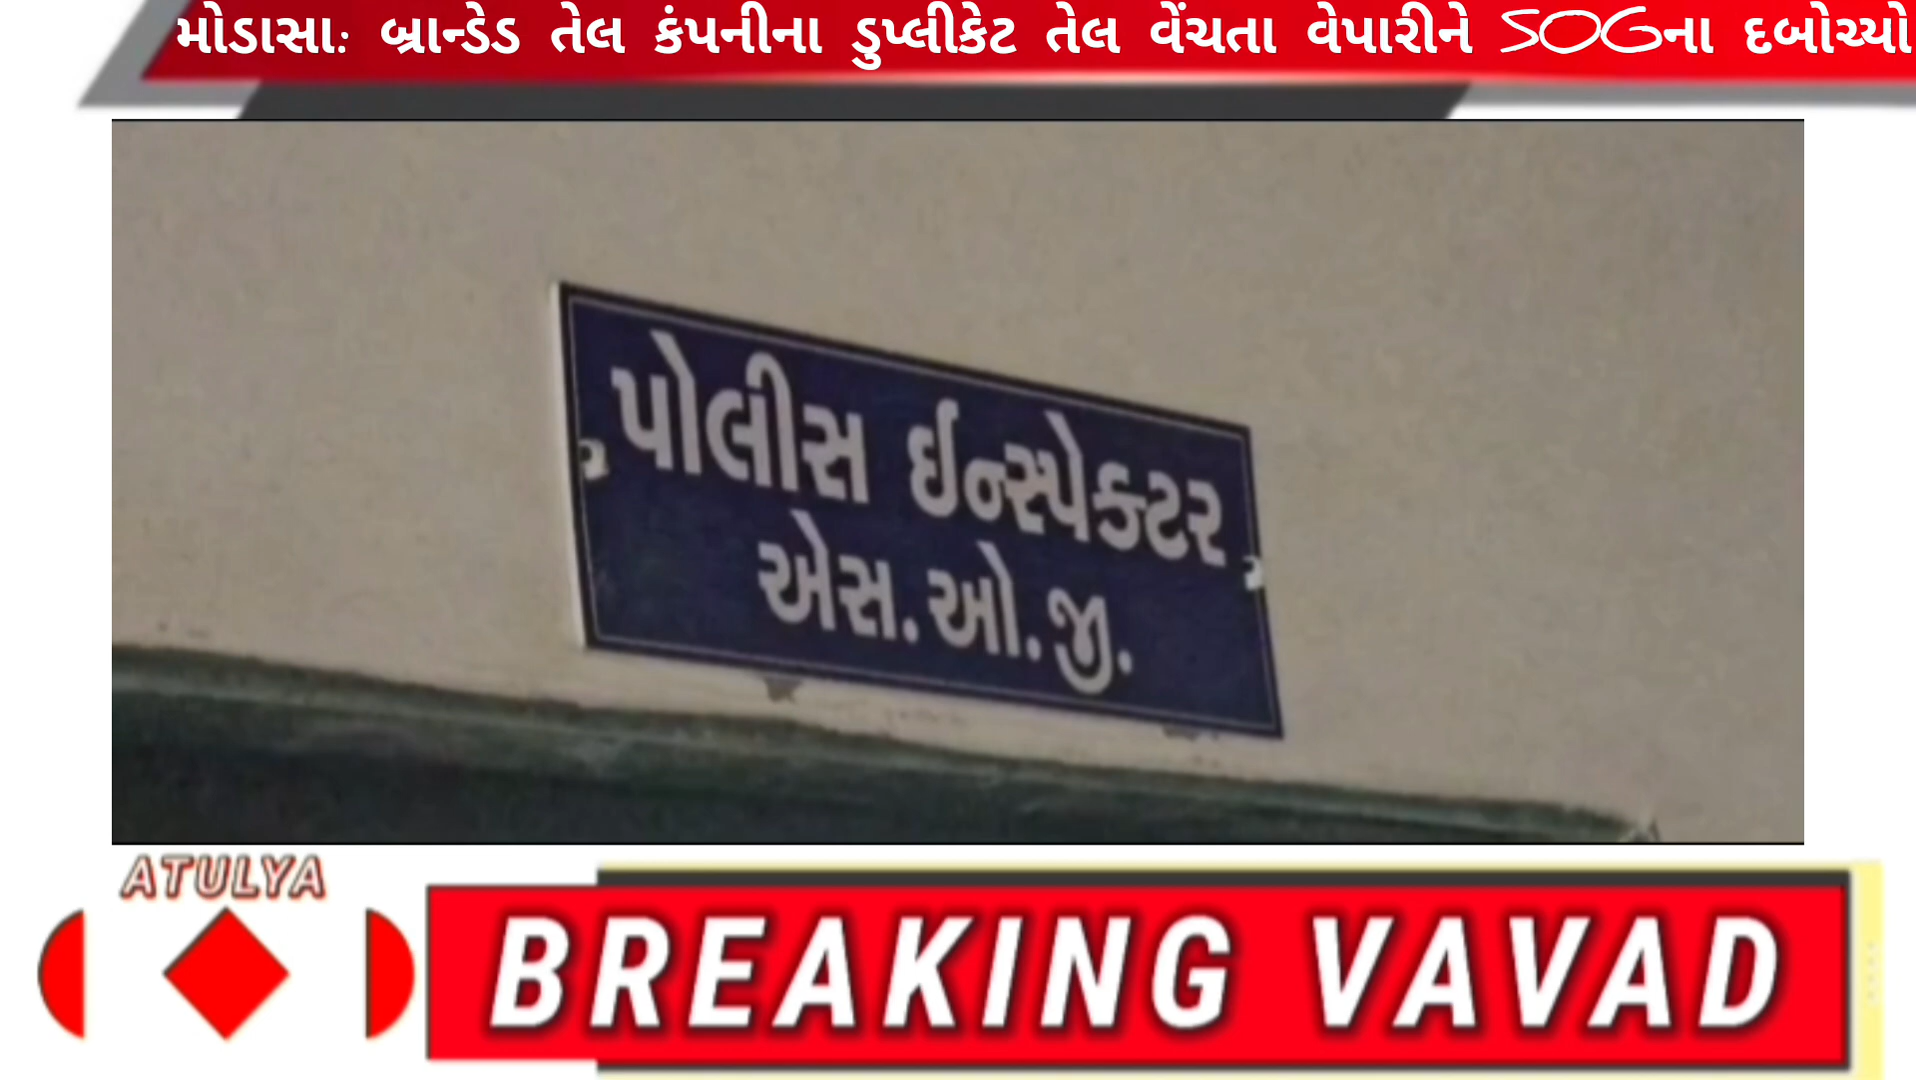 મોડાસા: બ્રાન્ડેડ તેલ કંપનીના ડુપ્લીકેટ તેલ વેંચતા વેપારીને SOGના દબોચ્યો
પોલીસ ઈન્સ્પેક્ટર
એસ.ઓ.જી.
ATULYA
BREAKING VAVAD